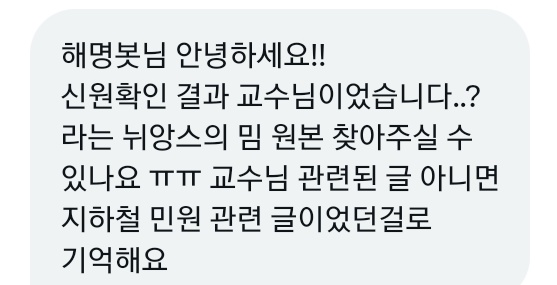 해명봇님 안녕하세요!!
신원확인 결과 교수님이었습니다..?
라는 뉘앙스의 밈 원본 찾아주실 수
있나요 ㅠㅠ 교수님 관련된 글 아니면
지하철 민원 관련 글이었던걸로
기억해요